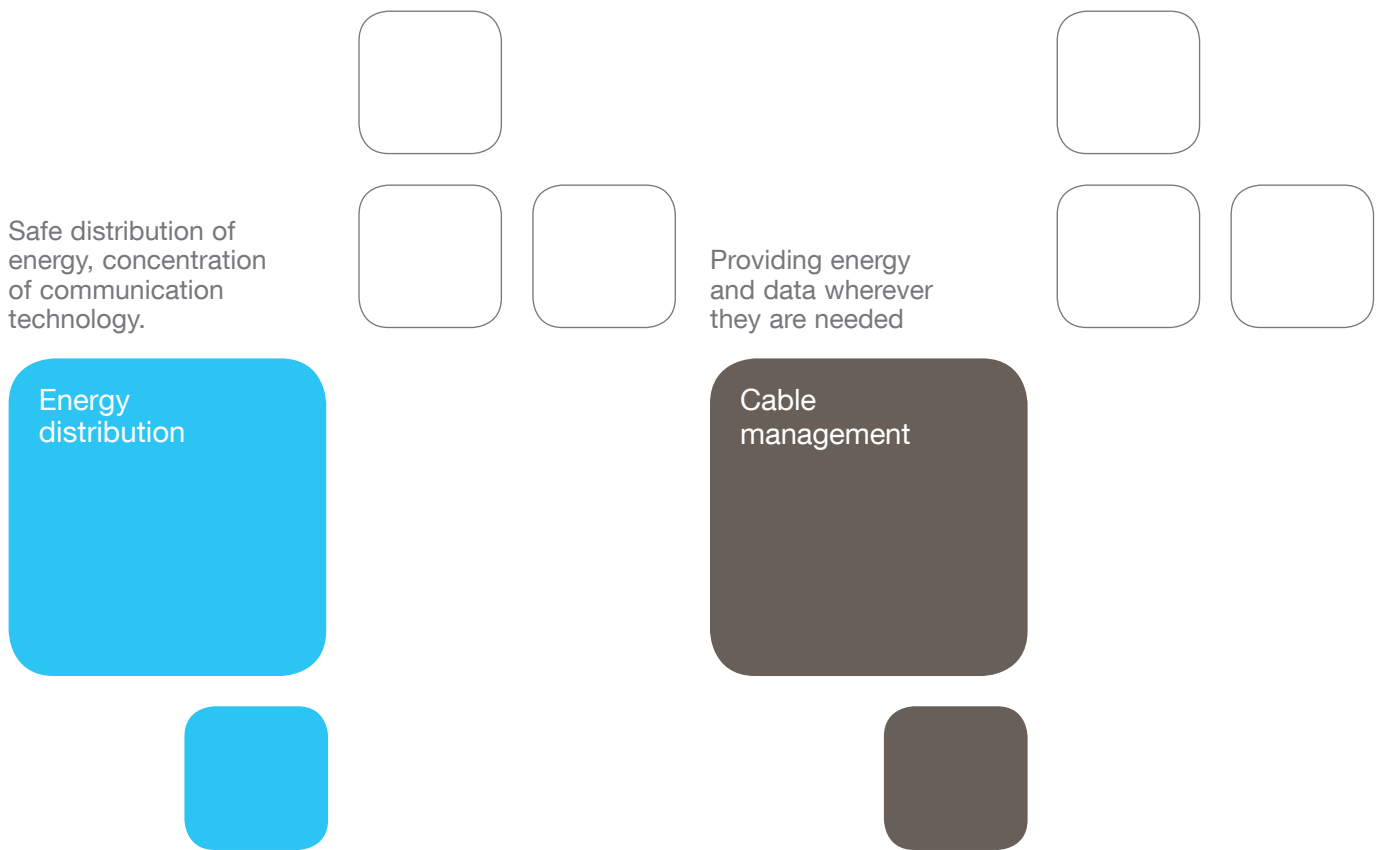 Safe distribution of
energy, concentration
of communication
technology.
Energy
distribution
Providing energy
and data wherever
they are needed
Cable
management